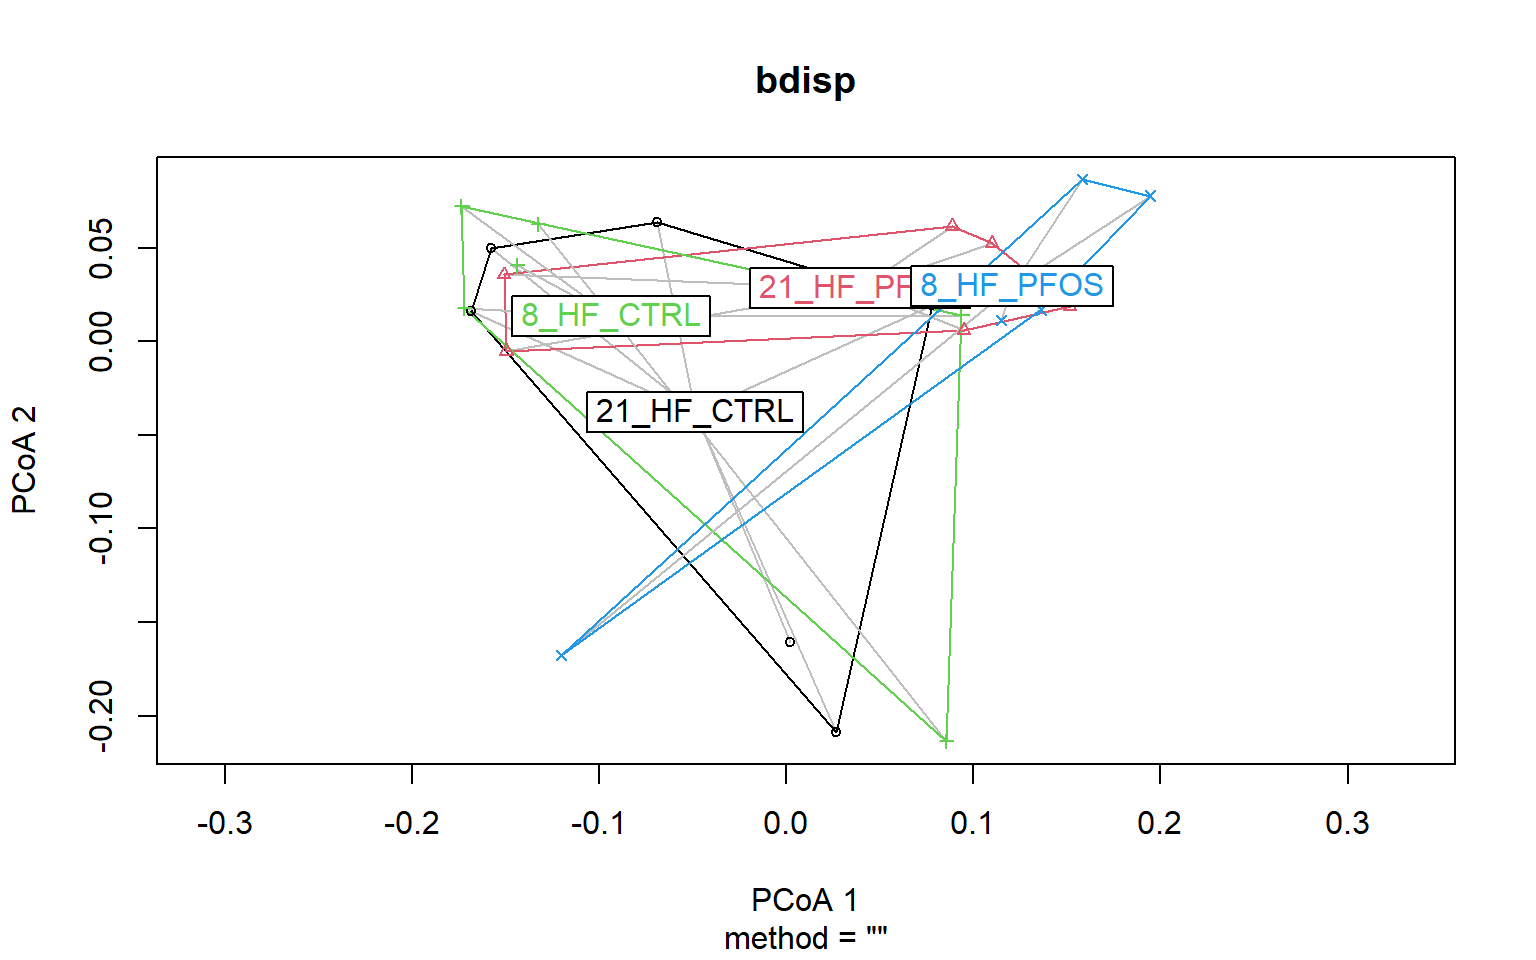 bdisp
PCoA 2
0.05
0.00
-0.10
-0.20
21_HF_PF
8_HF_PFOS
8_HF_CTRL
21_HF_CTRL
-0.3 -0.2 -0.1 0.0 0.1 0.2 0.3
PCoA 1
method = ""